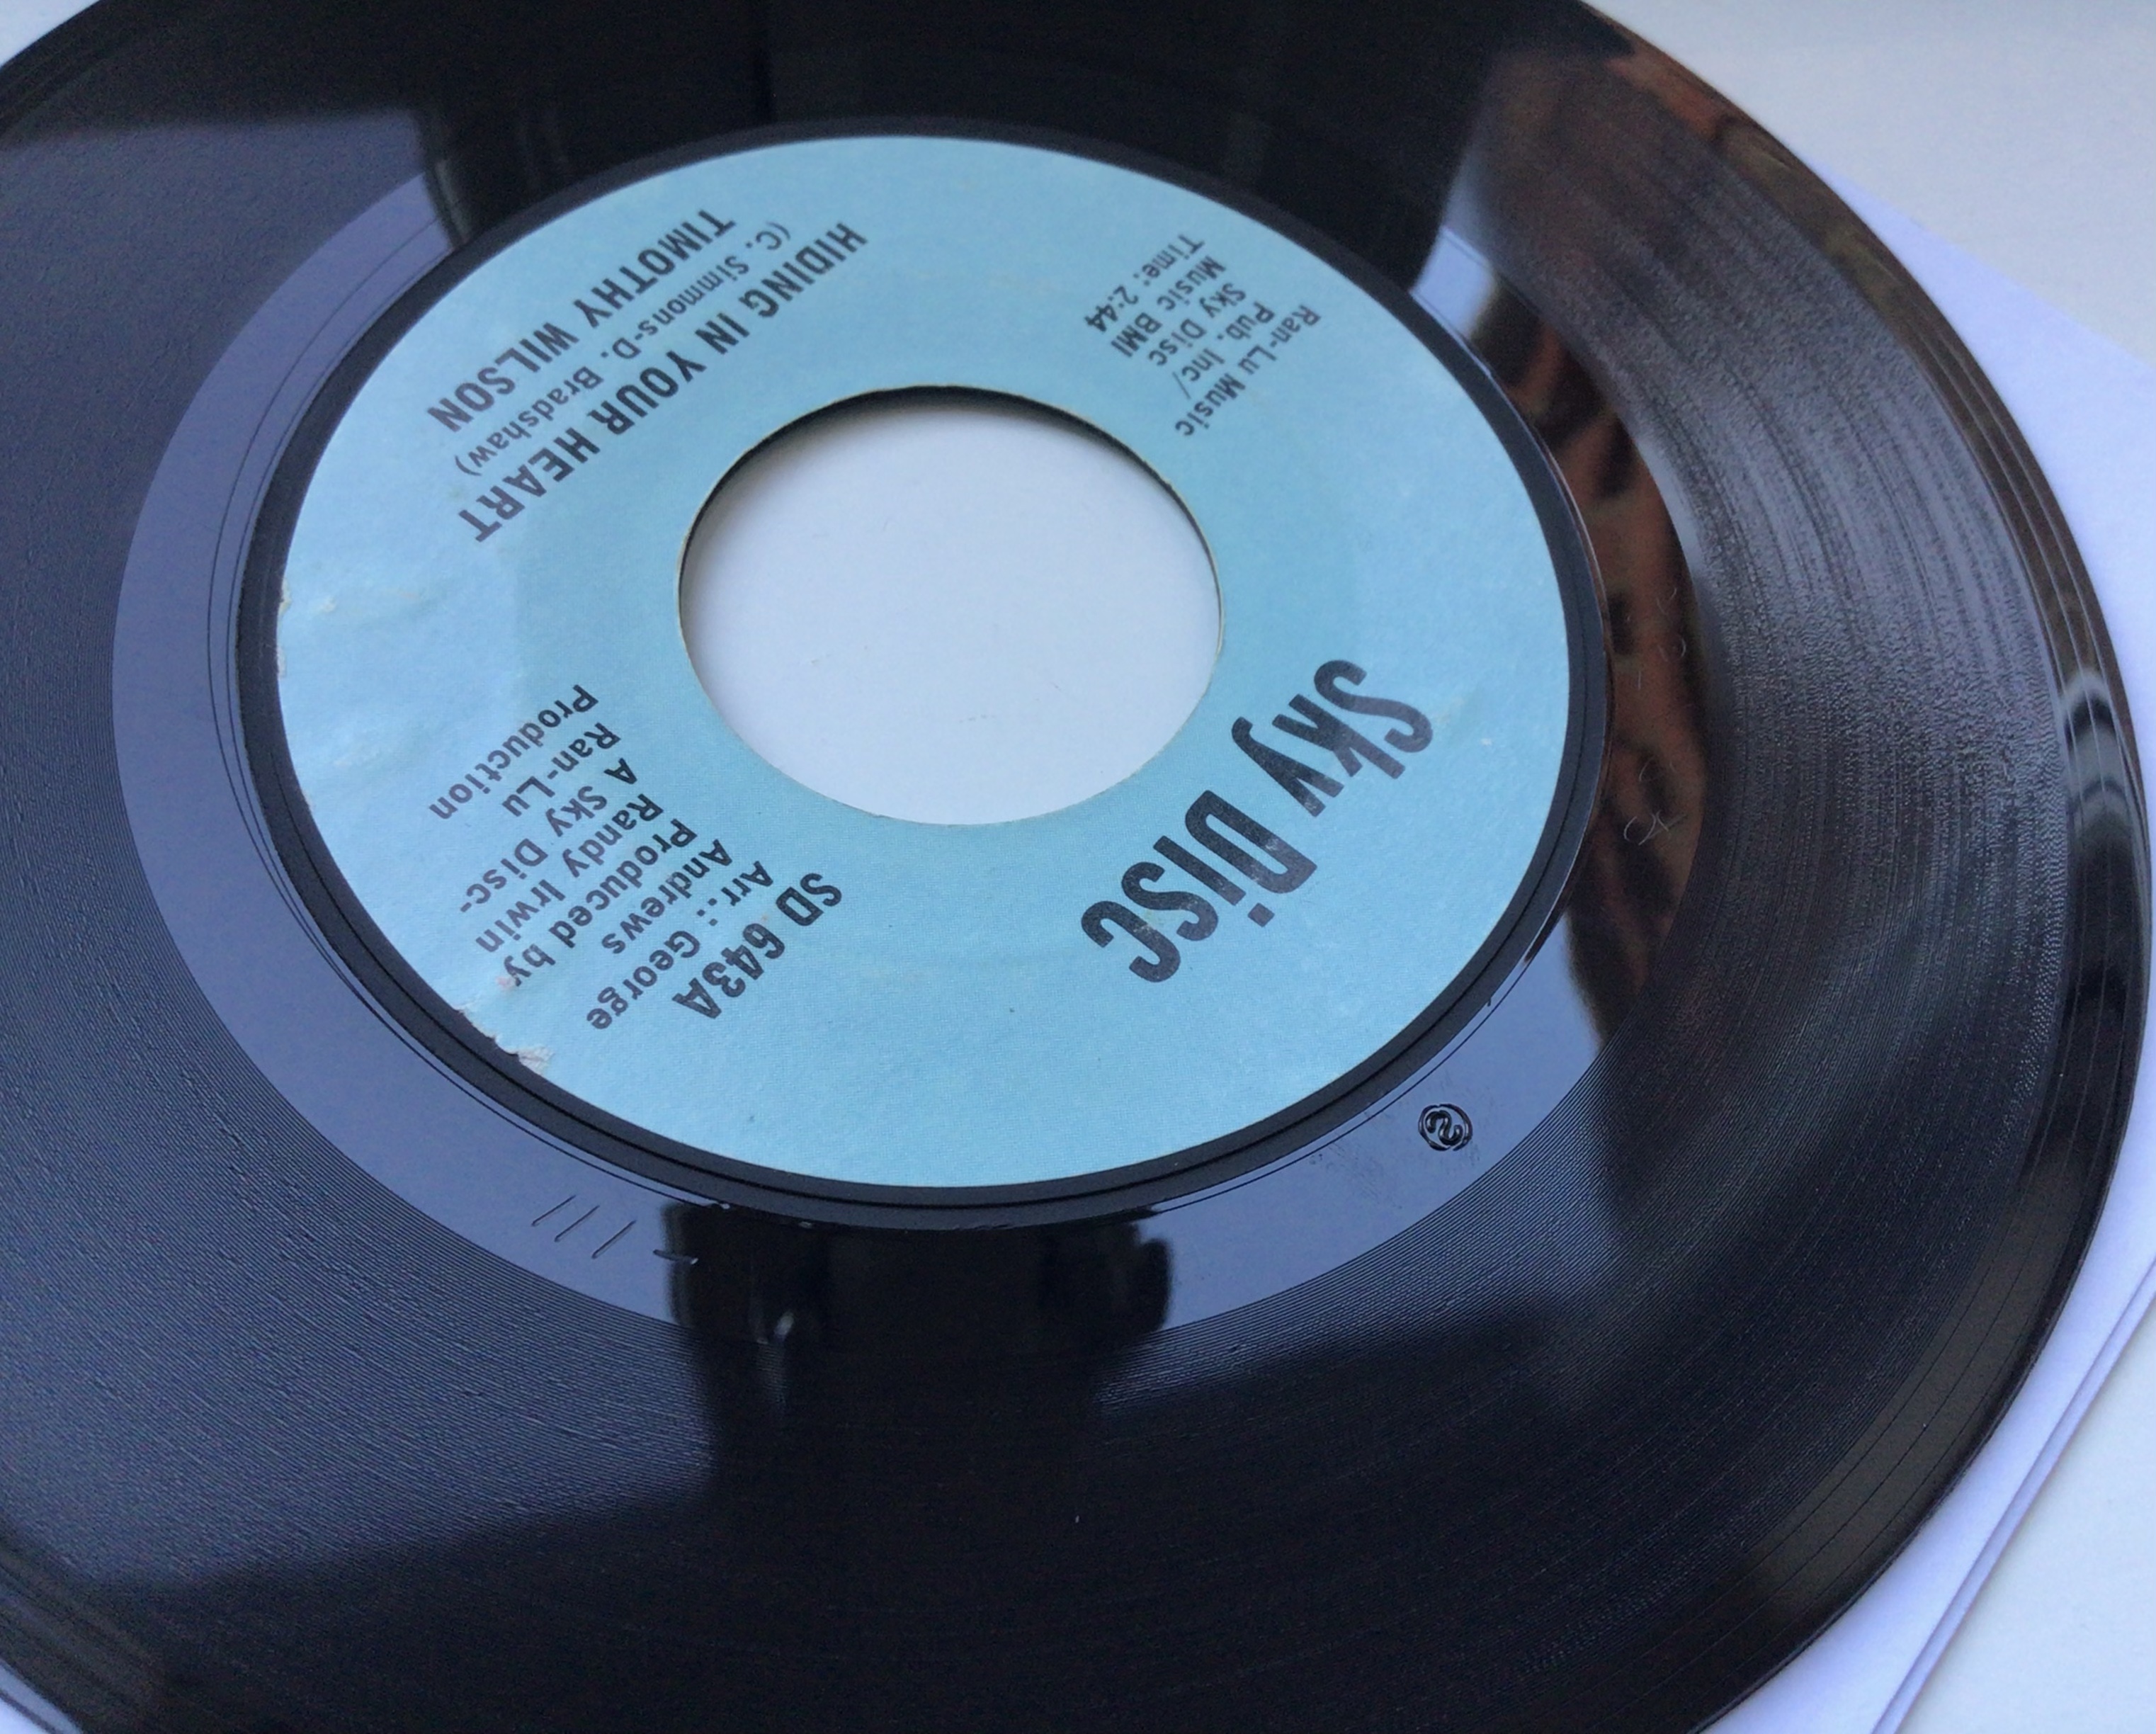 Sky Disc
Ran-Lu Music
Pub. Inc/
Sky Disc
Music BMI
Time: 2:44
SD 643A
Arr.: George
Andrews
Produced by
Randy Irwin
A Sky Disc-
Ran-Lu
Production
HIDING IN YOUR HEART
(C. Simmons-D. Bradshaw)
TIMOTHY WILSON